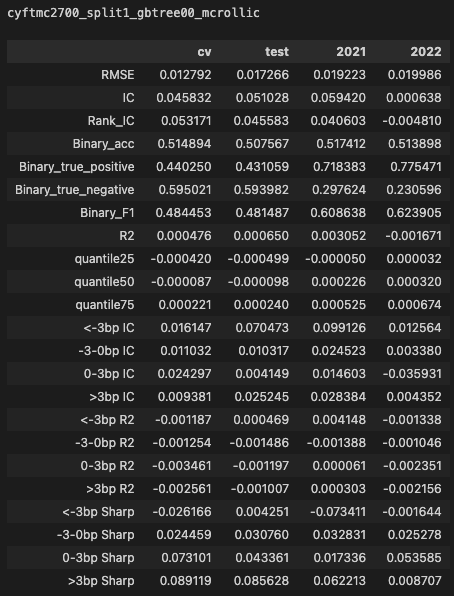 cyftmc2700_split1_gbtree00_mcrollic
cv test 2021 2022
RMSE 0.012792 0.017266 0.019223 0.019986
IC 0.045832 0.051028 0.059420 0.000638
Rank_IC 0.053171 0.045583 0.040603 -0.004810
Binary_acc 0.514894 0.507567 0.517412 0.513898
Binary_true_positive 0.440250 0.431059 0.718383 0.775471
Binary_true_negative 0.595021 0.593982 0.297624 0.230596
Binary_F1 0.484453 0.481487 0.608638 0.623905
R2 0.000476 0.000650 0.003052 -0.001671
quantile25 -0.000420 -0.000499 -0.000050 0.000032
quantile50 -0.000087 -0.000098 0.000226 0.000320
quantile75 0.000221 0.000240 0.000525 0.000674
<-3bp IC 0.016147 0.070473 0.099126 0.012564
-3-0bp IC 0.011032 0.010317 0.024523 0.003380
0-3bp IC 0.024297 0.004149 0.014603 -0.035931
>3bp IC 0.009381 0.025245 0.028384 0.004352
<-3bp R2 -0.001187 0.000469 0.004148 -0.001338
-3-0bp R2 -0.001254 -0.001486 -0.001388 -0.001046
0-3bp R2 -0.003461 -0.001197 0.000061 -0.002351
>3bp R2 -0.002561 -0.001007 0.000303 -0.002156
<-3bp Sharp -0.026166 0.004251 -0.073411 -0.001644
-3-0bp Sharp 0.024459 0.030760 0.032831 0.025278
0-3bp Sharp 0.073101 0.043361 0.017336 0.053585
>3bp Sharp 0.089119 0.085628 0.062213 0.008707